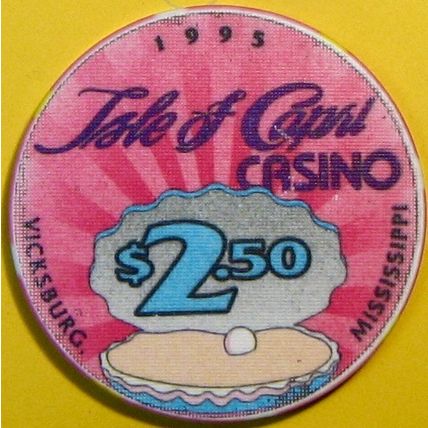 1995
Isle of Capri
CASINO
$2.50
VICKSBURG,
MISSISSIPPI